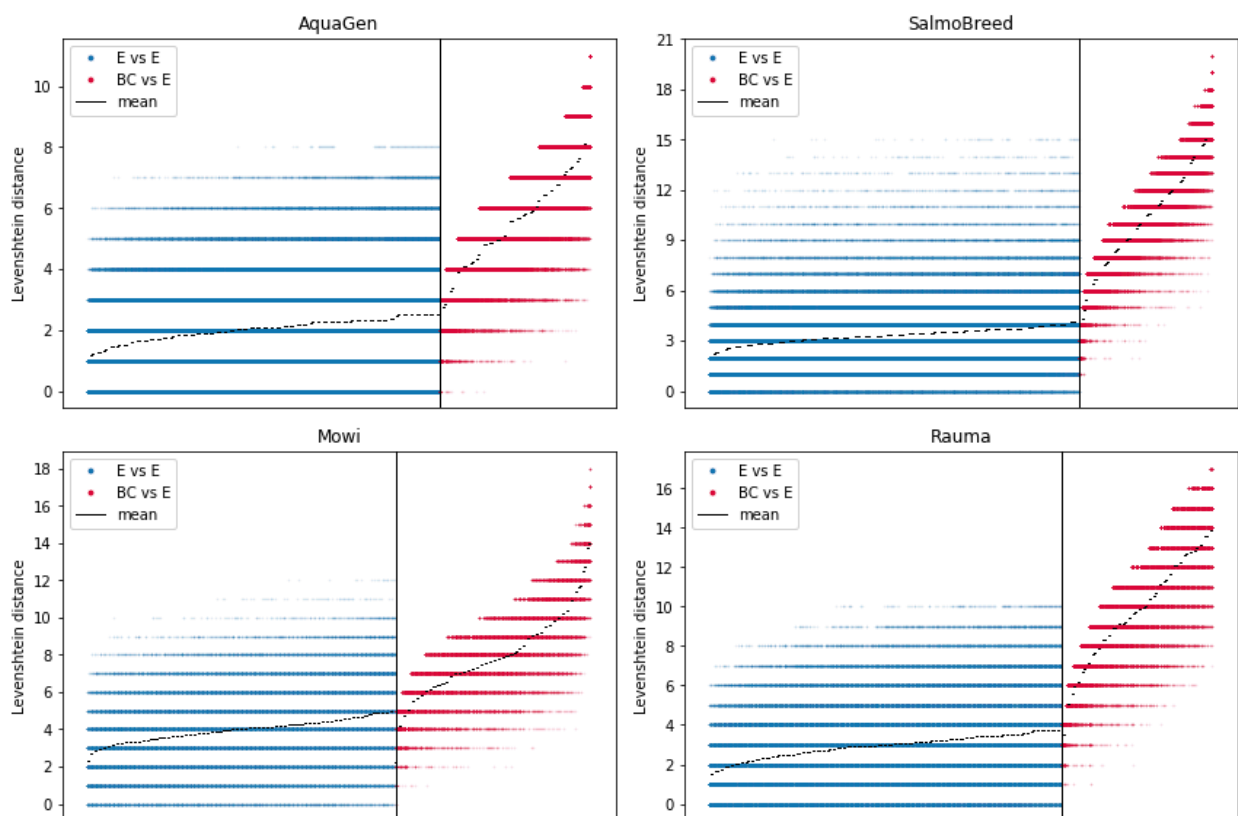 AquaGen
E vs E
BC vs E
mean
Levenshtein distance
10
8
6
4
2
0
SalmoBreed
E vs E
BC vs E
mean
Levenshtein distance
21
18
15
12
9
6
3
0
Mowi
E vs E
BC vs E
mean
Levenshtein distance
18
16
14
12
10
8
6
4
2
0
Rauma
E vs E
BC vs E
mean
Levenshtein distance
16
14
12
10
8
6
4
2
0